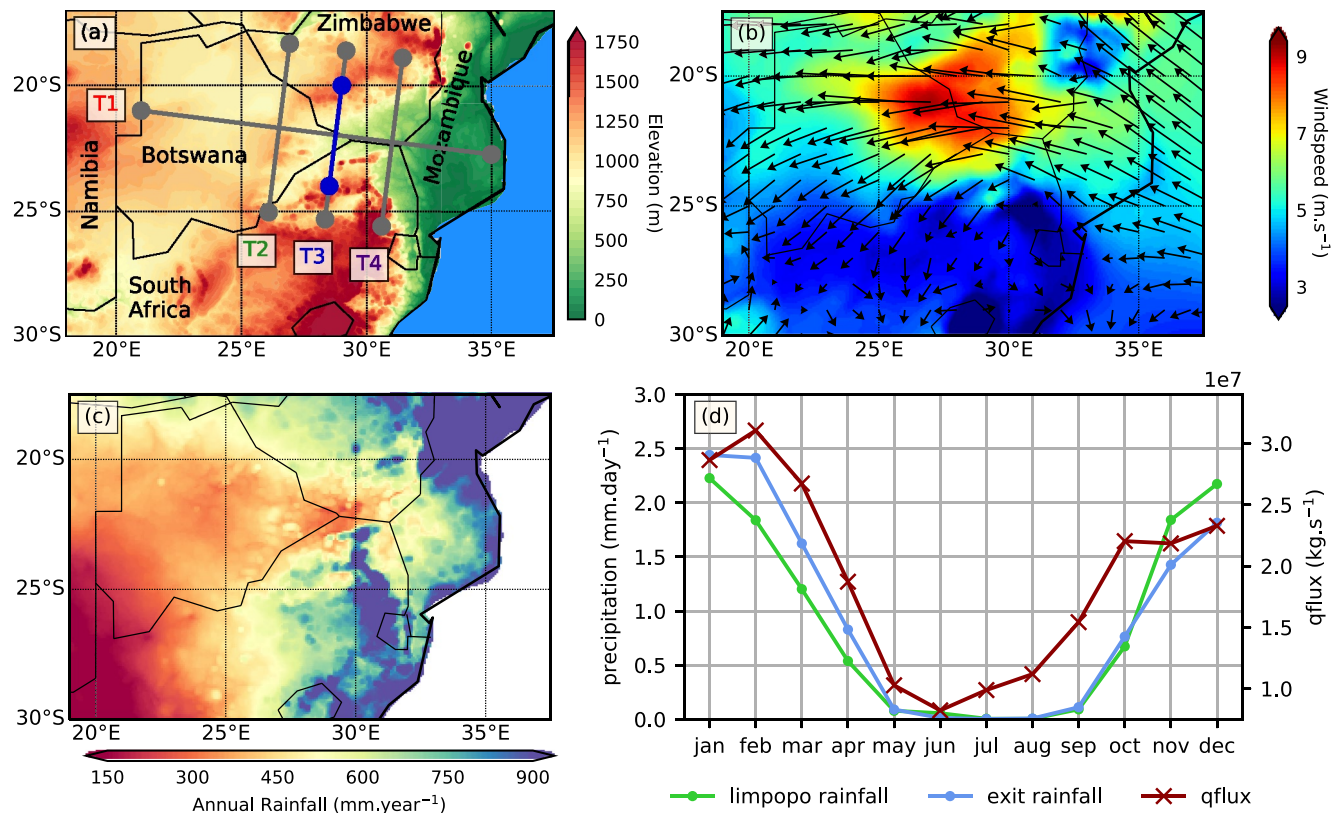 (a)
Zimbabwe
20°S
T1
Botswana
Namibia
Mozambique
25°S
T2
T3
T4
South
Africa
30°S
20°E
25°E
30°E
35°E
1750
1500
1250
1000
750
500
250
0
Elevation (m)
(b)
20°S
25°S
30°S
20°E
25°E
30°E
35°E
9
7
5
3
Windspeed (m.s⁻¹)
(c)
20°S
25°S
30°S
20°E
25°E
30°E
35°E
150 300 450 600 750 900
Annual Rainfall (mm.year⁻¹)
(d)
1e7
3.0
2.5
2.0
1.5
1.0
0.5
0.0
precipitation (mm.day⁻¹)
3.0
2.5
2.0
1.5
1.0
qflux (kg.s⁻¹)
jan feb mar apr may jun jul aug sep oct nov dec
limpopo rainfall exit rainfall qflux